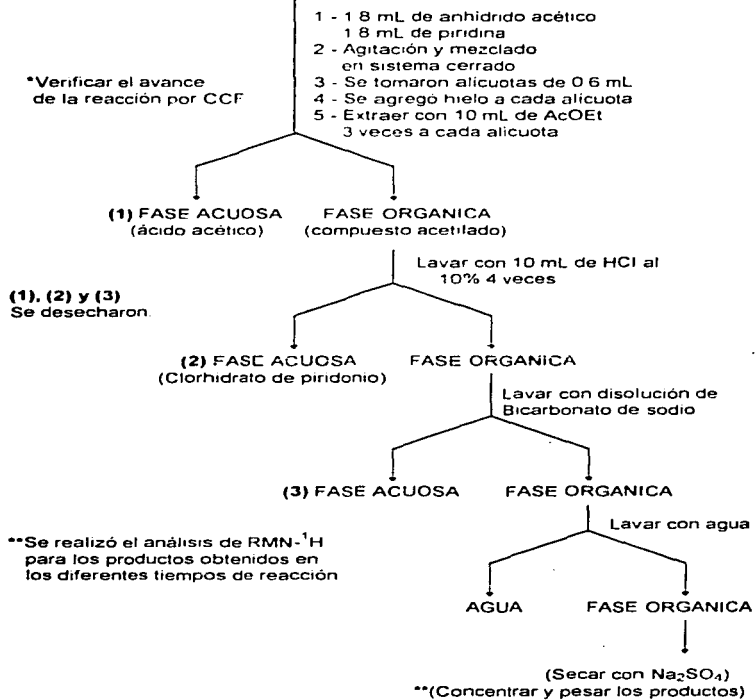 1 - 1 8 mL de anhídrido acético
1 8 mL de piridina
2 - Agitación y mezclado
en sistema cerrado
3 - Se tomaron alícuotas de 0 6 mL
4 - Se agregó hielo a cada alícuota
5 - Extraer con 10 mL de AcOEt
3 veces a cada alícuota
*Verificar el avance
de la reacción por CCF
(1) FASE ACUOSA
(ácido acético)
FASE ORGANICA
(compuesto acetilado)
Lavar con 10 mL de HCl al
10% 4 veces
(1), (2) y (3)
Se desecharon.
(2) FASE ACUOSA
(Clorhidrato de piridonio)
FASE ORGANICA
Lavar con disolución de
Bicarbonato de sodio
(3) FASE ACUOSA
FASE ORGANICA
**Se realizó el análisis de RMN-¹H
para los productos obtenidos en
los diferentes tiempos de reacción
Lavar con agua
AGUA
FASE ORGANICA
(Secar con Na₂SO₄)
**(Concentrar y pesar los productos)